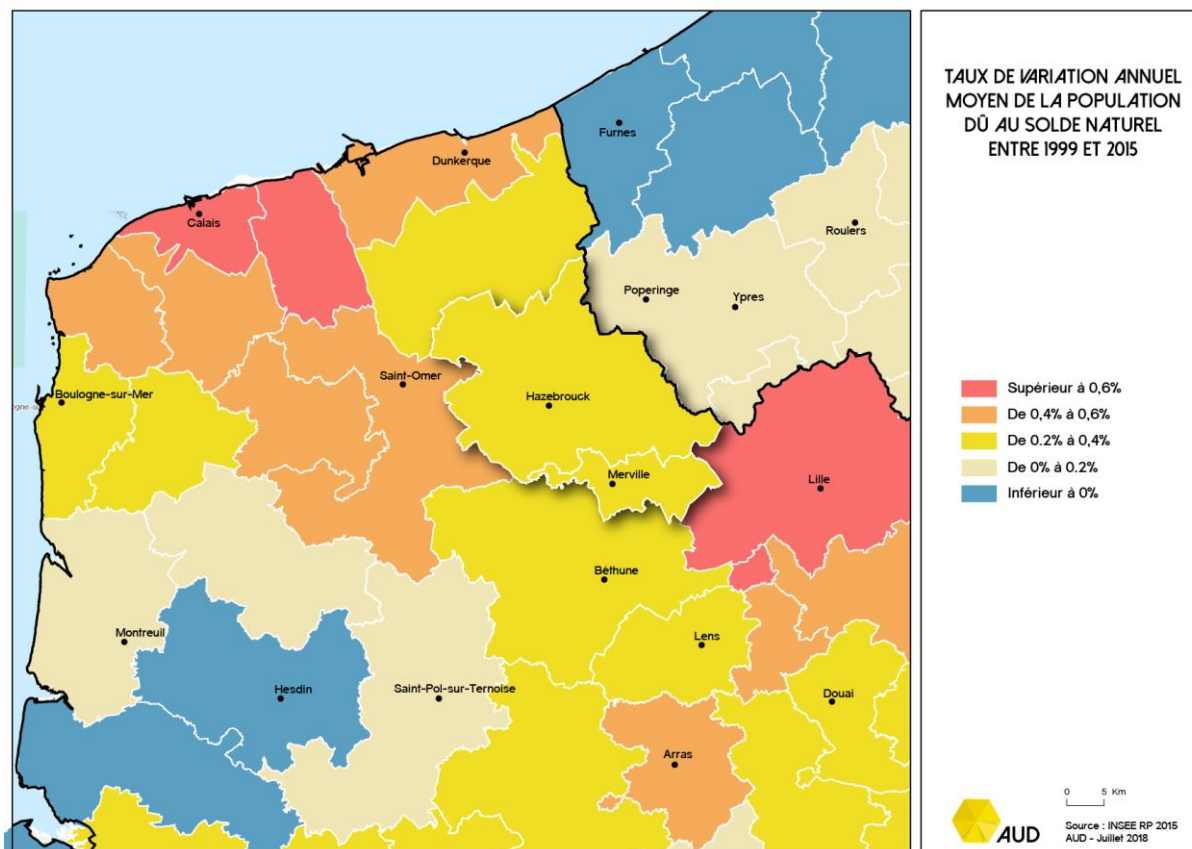 TAUX DE VARIATION ANNUEL
MOYEN DE LA POPULATION
DÛ AU SOLDE NATUREL
ENTRE 1999 ET 2015
Furnes
Dunkerque
Calais
Roulers
Poperinge
Ypres
Saint-Omer
Boulogne-sur-Mer
Hazebrouck
Merville
Lille
Béthune
Montreuil
Lens
Hesdin
Saint-Pol-sur-Ternoise
Douai
Arras
Supérieur à 0,6%
De 0,4% à 0,6%
De 0.2% à 0,4%
De 0% à 0.2%
Inférieur à 0%
0 5 Km
AUD
Source : INSEE RP 2015
AUD - Juillet 2018